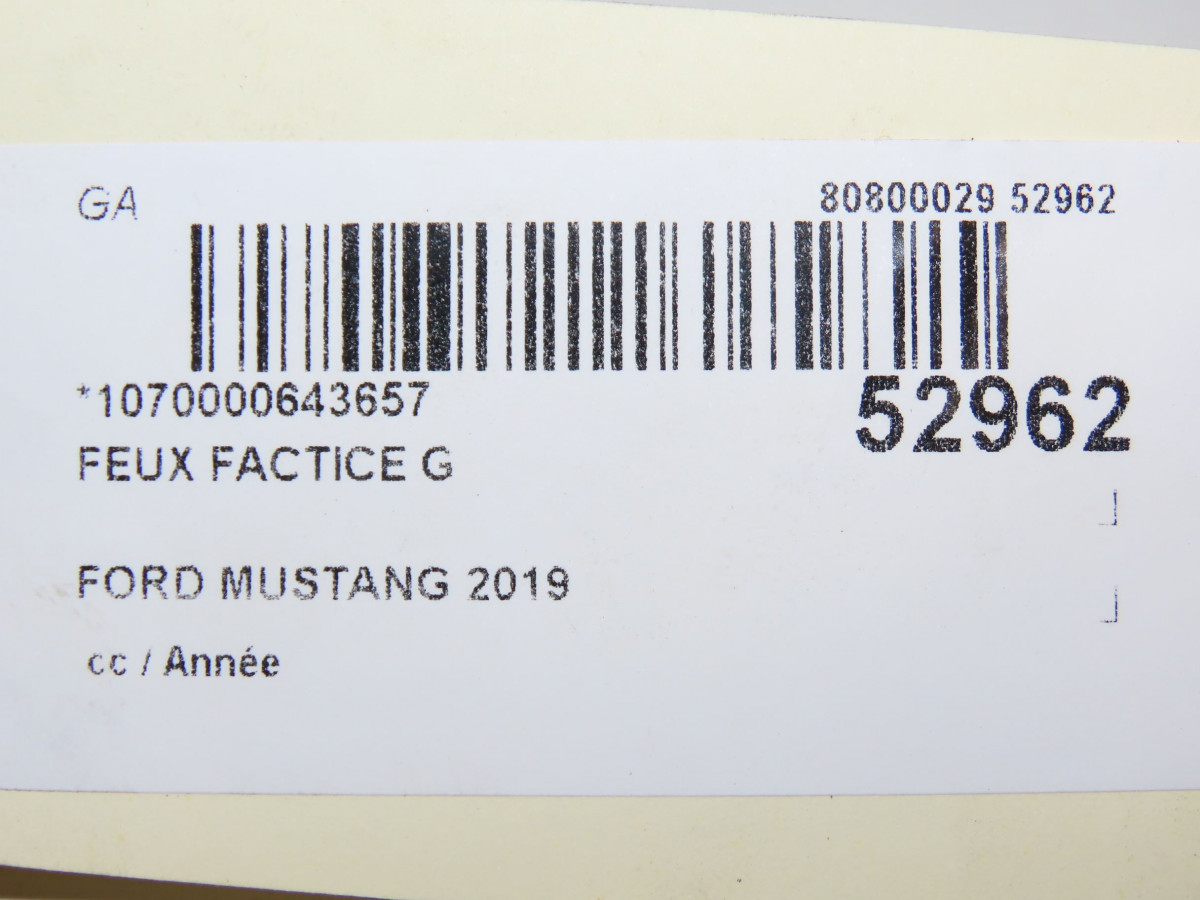 GA
80800029 52962
*1070000643657
52962
FEUX FACTICE G
FORD MUSTANG 2019
cc / Année